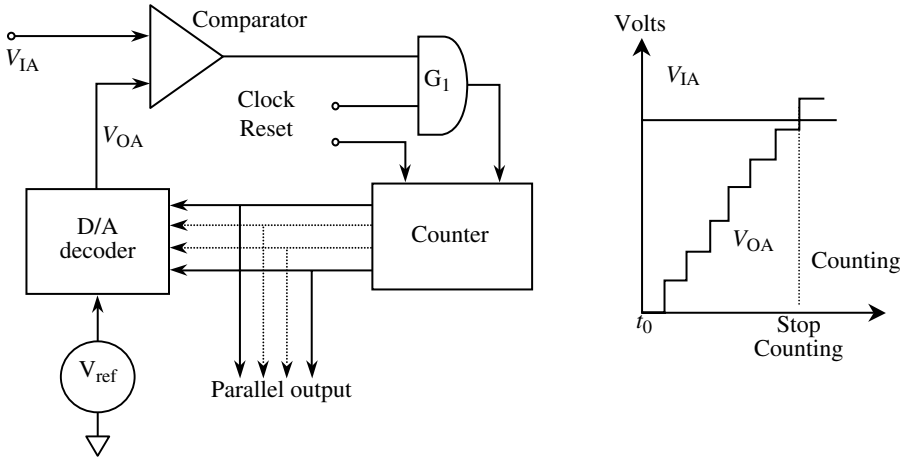 Comparator
V_IA
G_1
Clock
Reset
V_OA
D/A
decoder
Counter
V_ref
Parallel output
Volts
V_IA
V_OA
Counting
t_0
Stop
Counting